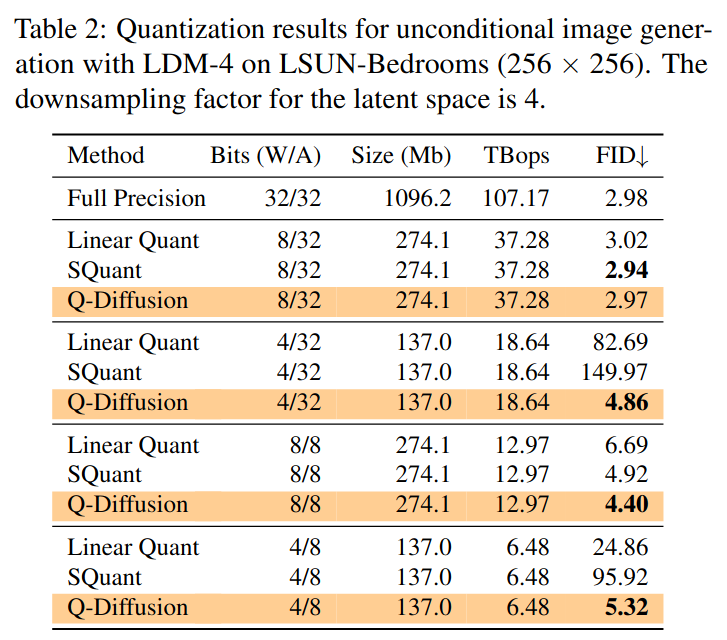 Table 2: Quantization results for unconditional image gener-
ation with LDM-4 on LSUN-Bedrooms (256 × 256). The
downsampling factor for the latent space is 4.
Method Bits (W/A) Size (Mb) TBops FID↓
Full Precision 32/32 1096.2 107.17 2.98
Linear Quant 8/32 274.1 37.28 3.02
SQuant 8/32 274.1 37.28 2.94
Q-Diffusion 8/32 274.1 37.28 2.97
Linear Quant 4/32 137.0 18.64 82.69
SQuant 4/32 137.0 18.64 149.97
Q-Diffusion 4/32 137.0 18.64 4.86
Linear Quant 8/8 274.1 12.97 6.69
SQuant 8/8 274.1 12.97 4.92
Q-Diffusion 8/8 274.1 12.97 4.40
Linear Quant 4/8 137.0 6.48 24.86
SQuant 4/8 137.0 6.48 95.92
Q-Diffusion 4/8 137.0 6.48 5.32